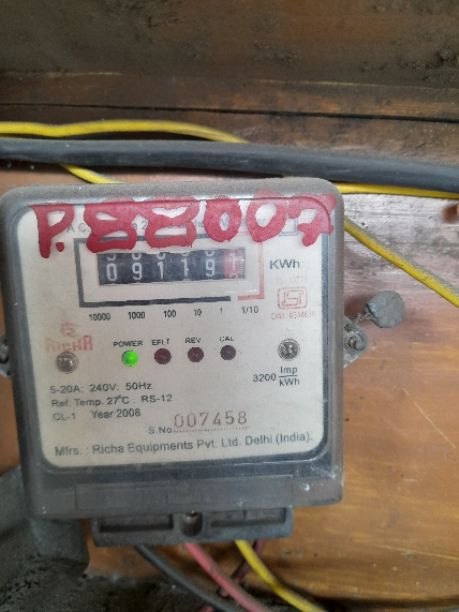 P.88007
KWh
091191
10000 1000 100 10 1 1/10
RICHA
POWER EFLT REV CAL
5-20A: 240V: 50Hz
3200 Imp/kWh
Ref. Temp. 27°C : RS-12
CL-1 Year 2008
S.No. 007458
Mfrs. : Richa Equipments Pvt. Ltd. Delhi (India).